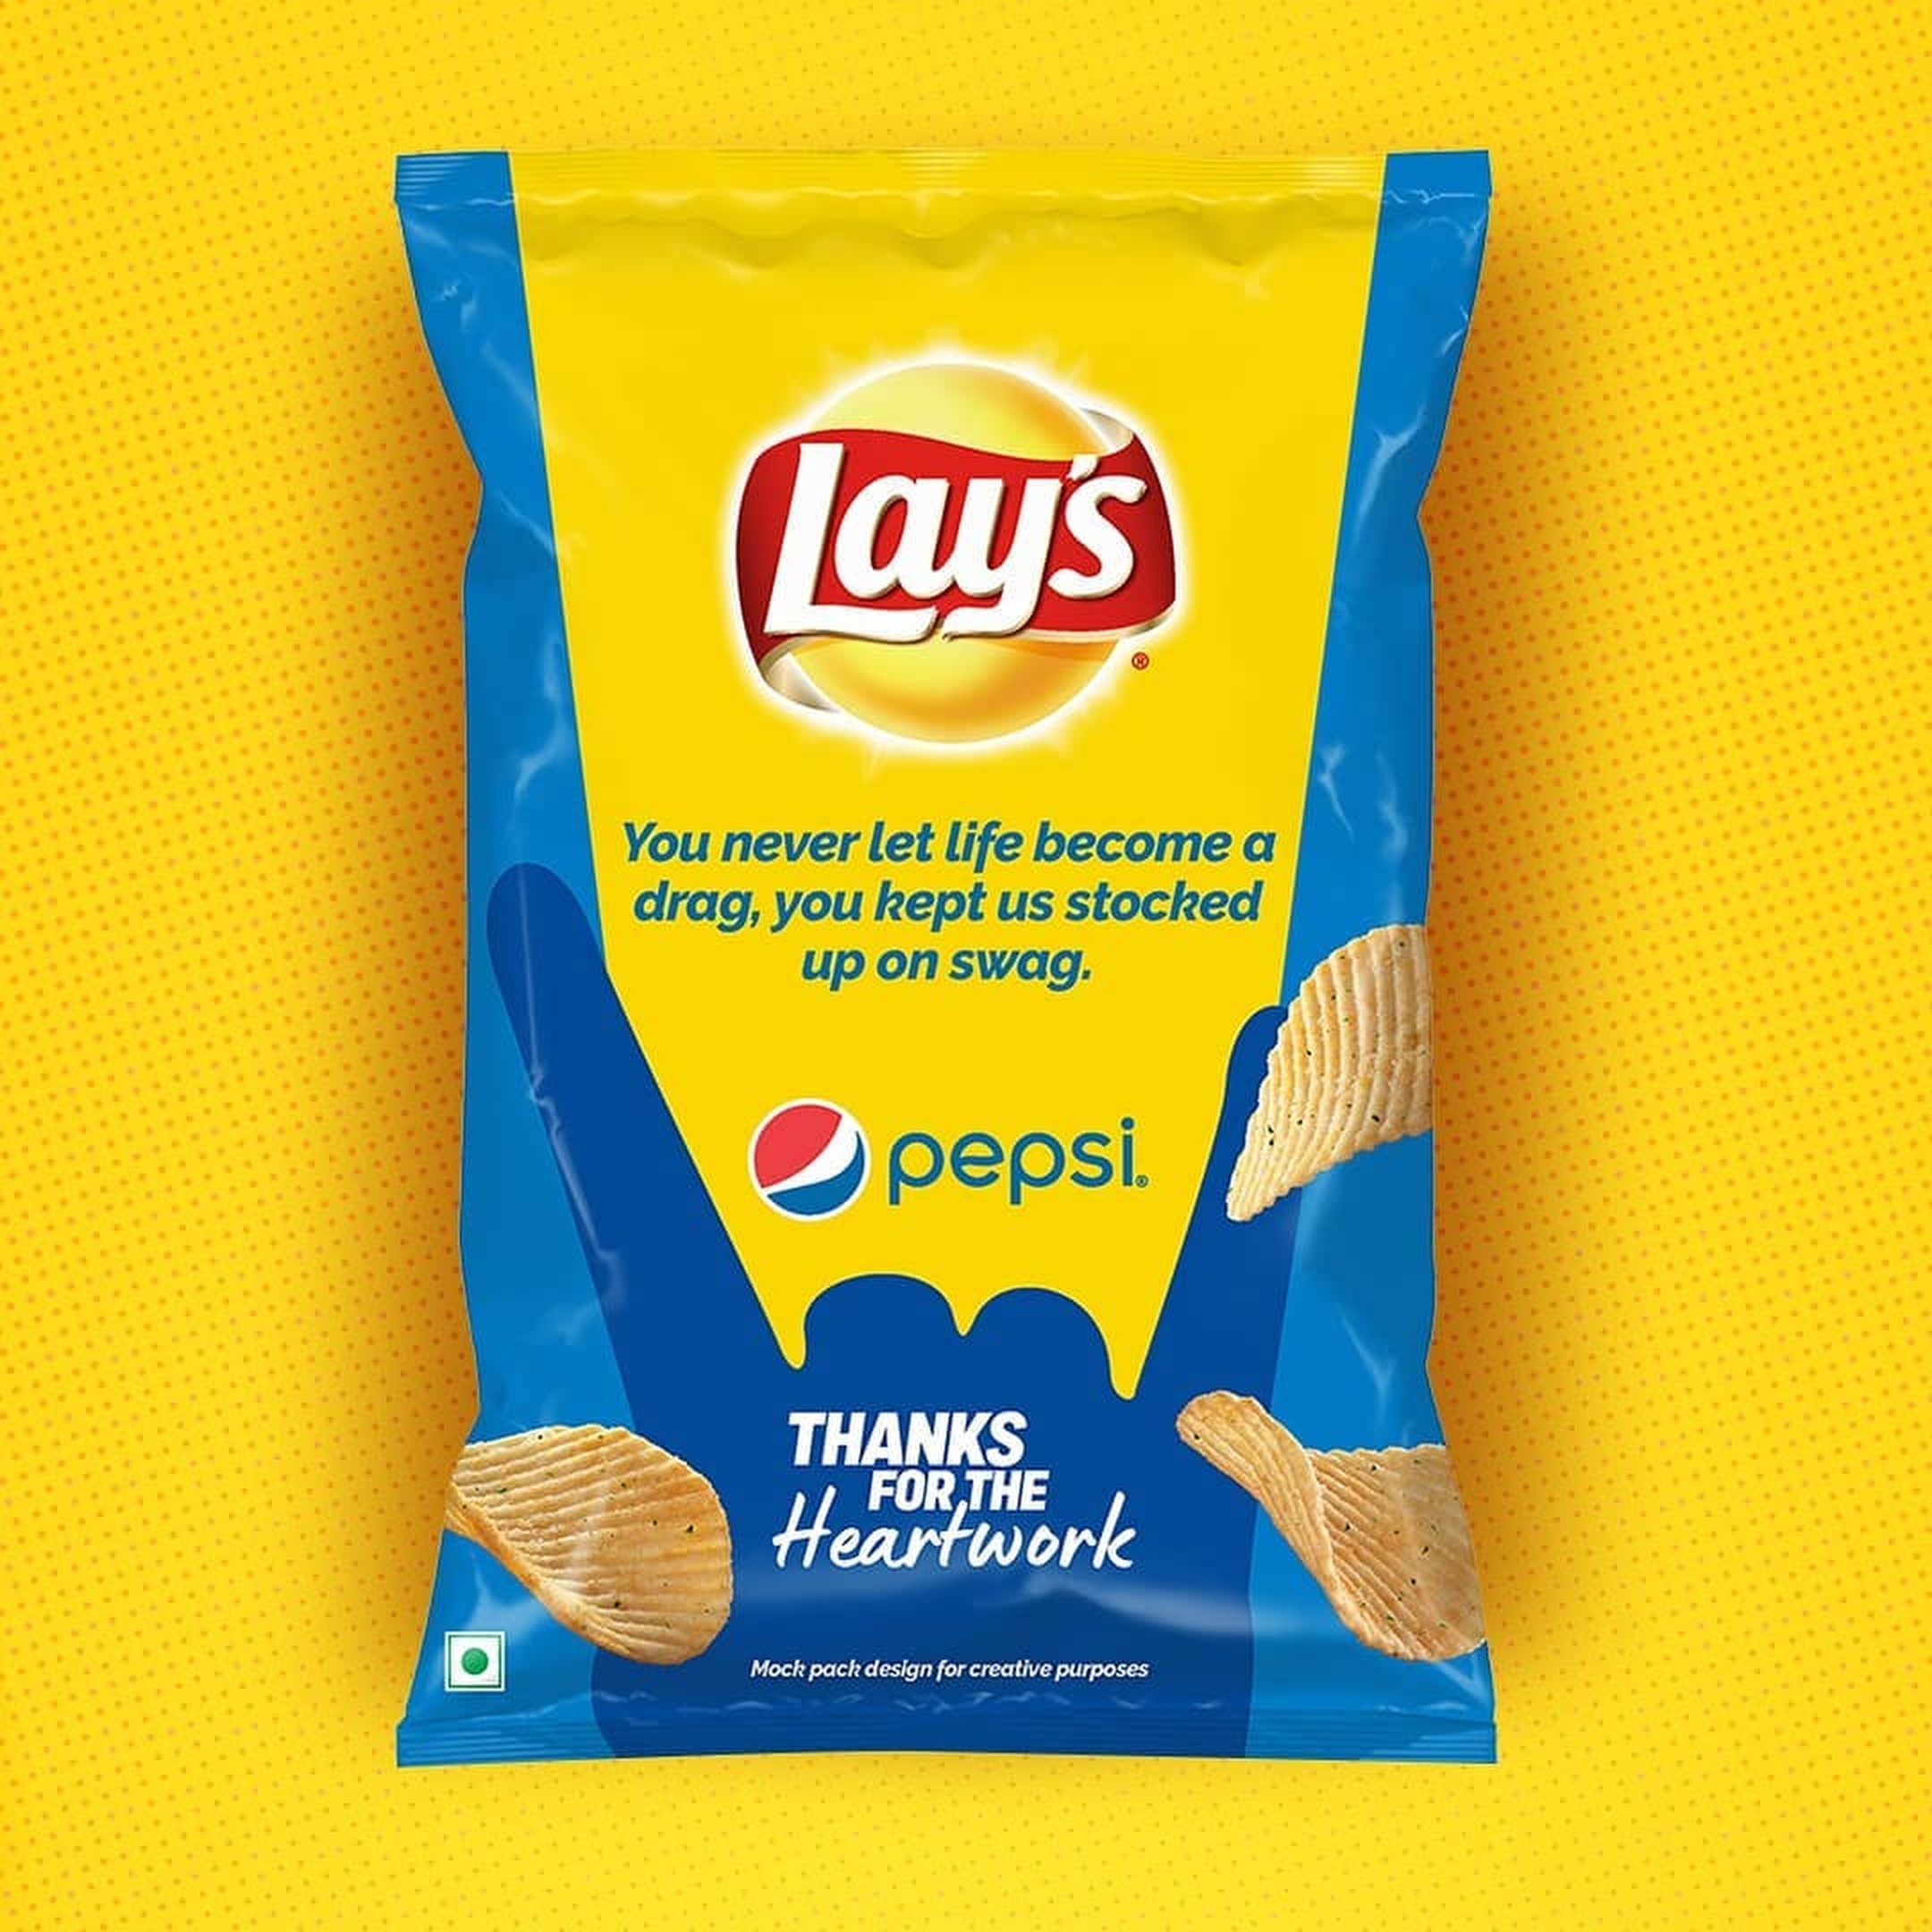 Lay's
®
You never let life become a
drag, you kept us stocked
up on swag.
pepsi®
THANKS
FOR THE
Heartwork
Mock pack design for creative purposes